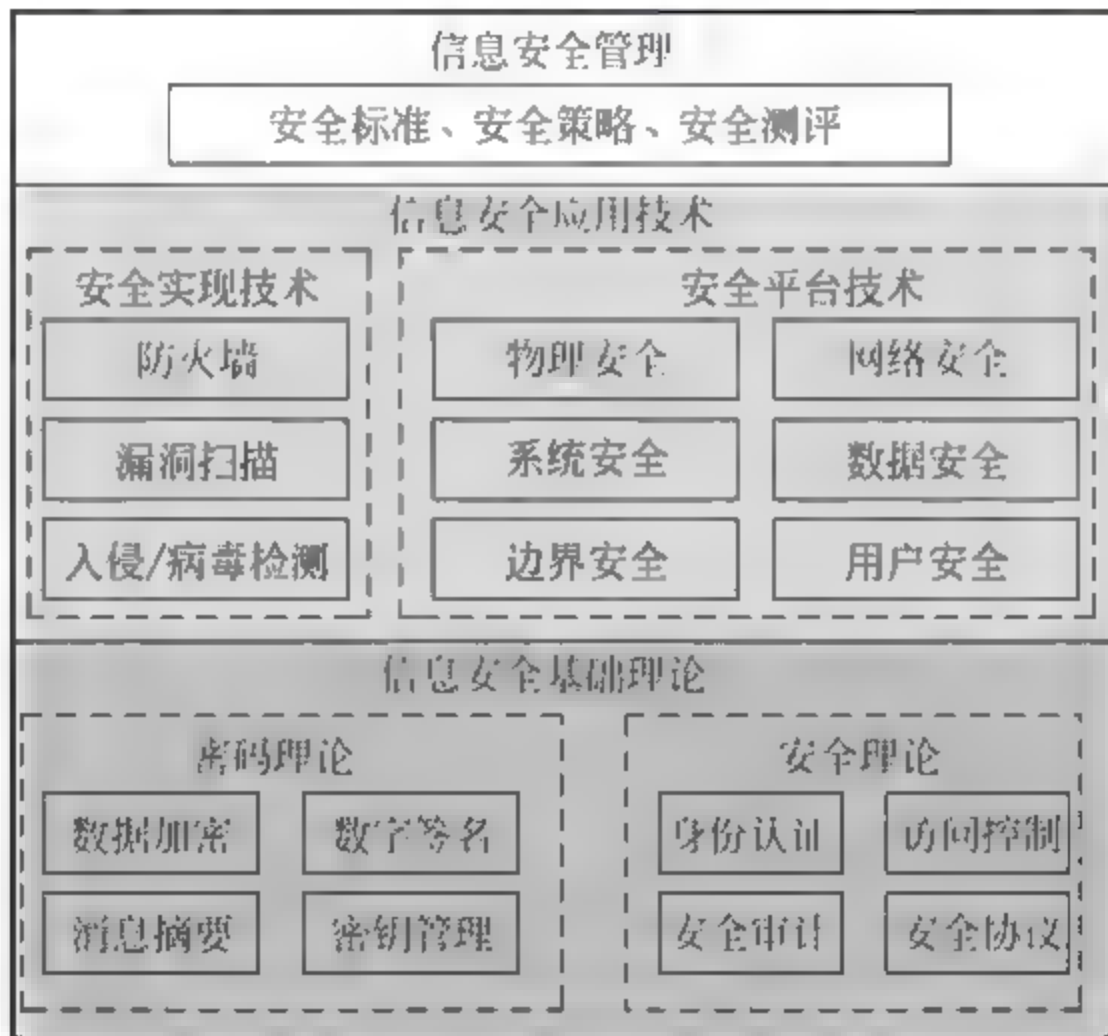 信息安全管理
安全标准、安全策略、安全测评
信息安全应用技术
安全实现技术
防火墙
漏洞扫描
入侵/病毒检测
安全平台技术
物理安全 网络安全
系统安全 数据安全
边界安全 用户安全
信息安全基础理论
密码理论
数据加密 数字签名
消息摘要 密钥管理
安全理论
身份认证 访问控制
安全审计 安全协议